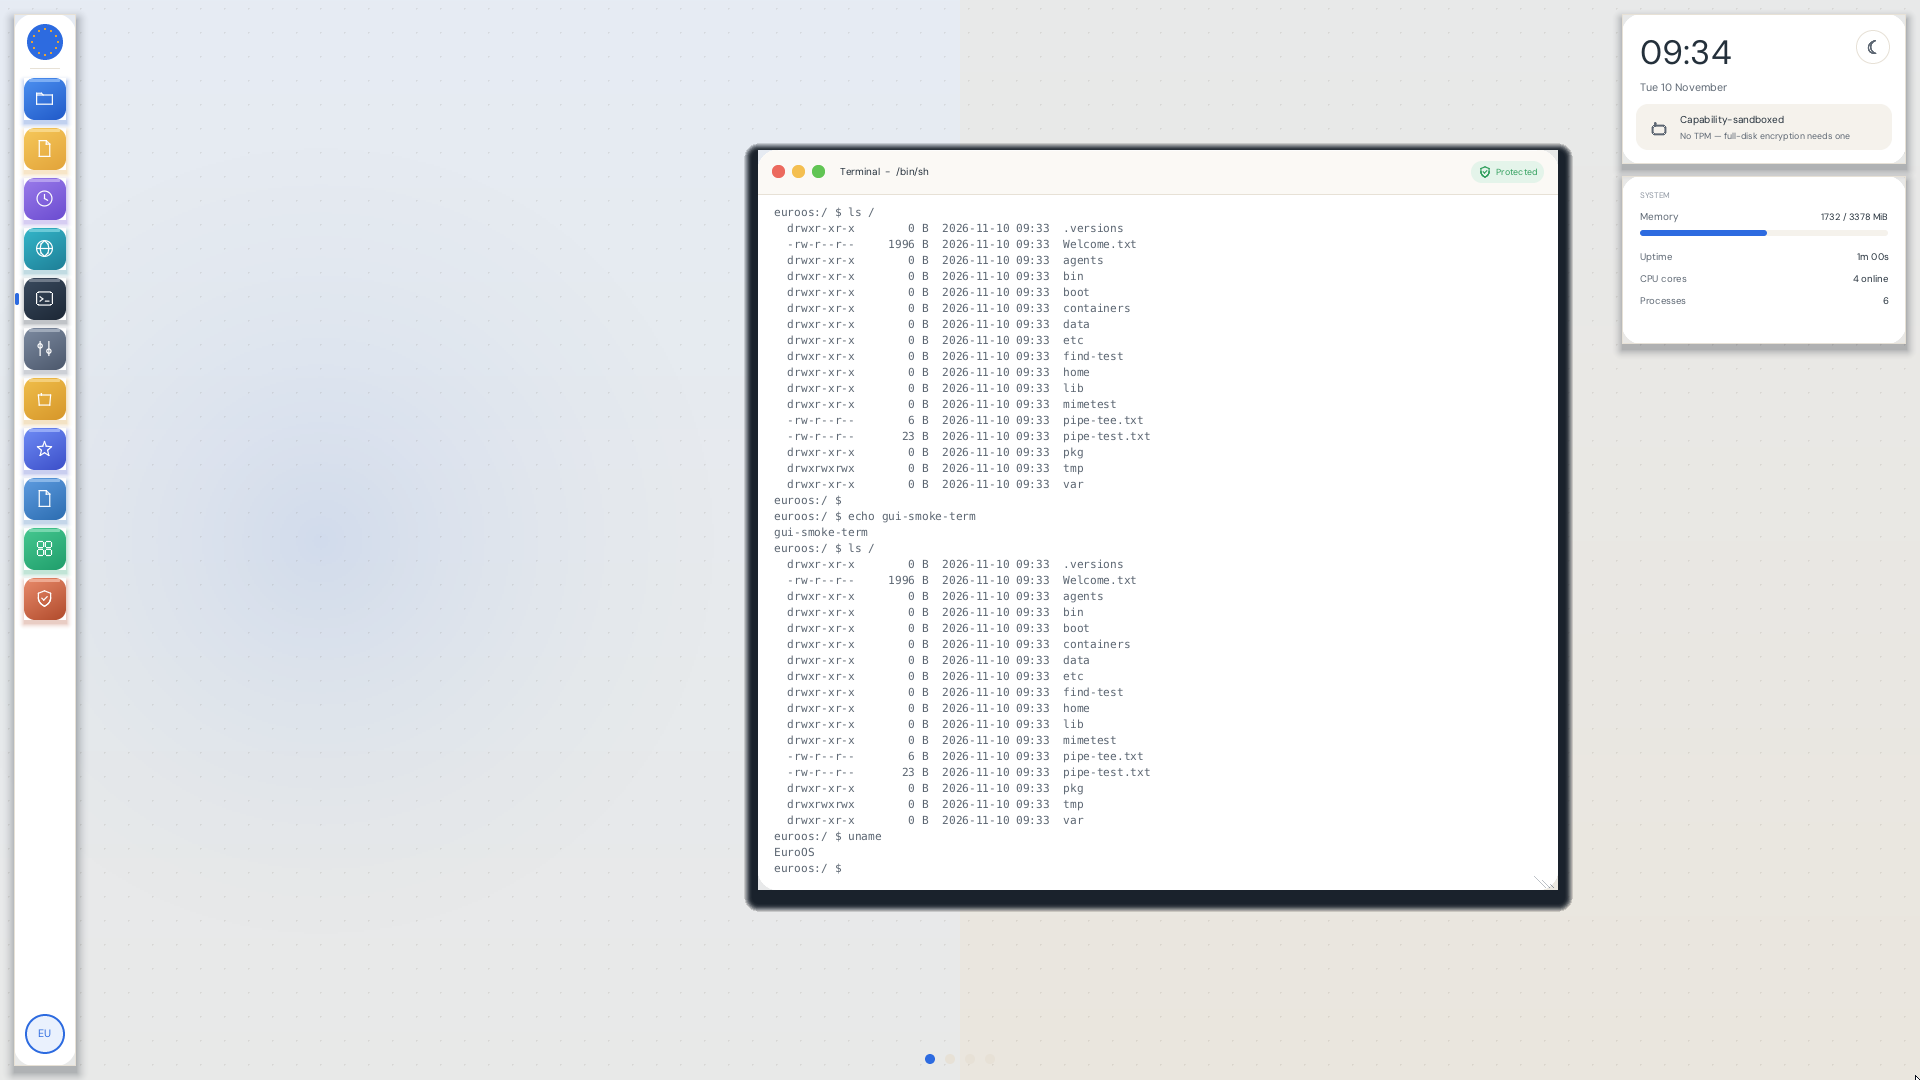 09:34
Tue 10 November
Capability-sandboxed
No TPM — full-disk encryption needs one
SYSTEM
Memory 1732 / 3378 MiB
Uptime 1m 00s
CPU cores 4 online
Processes 6
Terminal - /bin/sh Protected
euroos:/ $ ls /
drwxr-xr-x 0 B 2026-11-10 09:33 .versions
-rw-r--r-- 1996 B 2026-11-10 09:33 Welcome.txt
drwxr-xr-x 0 B 2026-11-10 09:33 agents
drwxr-xr-x 0 B 2026-11-10 09:33 bin
drwxr-xr-x 0 B 2026-11-10 09:33 boot
drwxr-xr-x 0 B 2026-11-10 09:33 containers
drwxr-xr-x 0 B 2026-11-10 09:33 data
drwxr-xr-x 0 B 2026-11-10 09:33 etc
drwxr-xr-x 0 B 2026-11-10 09:33 find-test
drwxr-xr-x 0 B 2026-11-10 09:33 home
drwxr-xr-x 0 B 2026-11-10 09:33 lib
drwxr-xr-x 0 B 2026-11-10 09:33 mimetest
-rw-r--r-- 6 B 2026-11-10 09:33 pipe-tee.txt
-rw-r--r-- 23 B 2026-11-10 09:33 pipe-test.txt
drwxr-xr-x 0 B 2026-11-10 09:33 pkg
drwxrwxrwx 0 B 2026-11-10 09:33 tmp
drwxr-xr-x 0 B 2026-11-10 09:33 var
euroos:/ $
euroos:/ $ echo gui-smoke-term
gui-smoke-term
euroos:/ $ ls /
drwxr-xr-x 0 B 2026-11-10 09:33 .versions
-rw-r--r-- 1996 B 2026-11-10 09:33 Welcome.txt
drwxr-xr-x 0 B 2026-11-10 09:33 agents
drwxr-xr-x 0 B 2026-11-10 09:33 bin
drwxr-xr-x 0 B 2026-11-10 09:33 boot
drwxr-xr-x 0 B 2026-11-10 09:33 containers
drwxr-xr-x 0 B 2026-11-10 09:33 data
drwxr-xr-x 0 B 2026-11-10 09:33 etc
drwxr-xr-x 0 B 2026-11-10 09:33 find-test
drwxr-xr-x 0 B 2026-11-10 09:33 home
drwxr-xr-x 0 B 2026-11-10 09:33 lib
drwxr-xr-x 0 B 2026-11-10 09:33 mimetest
-rw-r--r-- 6 B 2026-11-10 09:33 pipe-tee.txt
-rw-r--r-- 23 B 2026-11-10 09:33 pipe-test.txt
drwxr-xr-x 0 B 2026-11-10 09:33 pkg
drwxrwxrwx 0 B 2026-11-10 09:33 tmp
drwxr-xr-x 0 B 2026-11-10 09:33 var
euroos:/ $ uname
EuroOS
euroos:/ $
EU